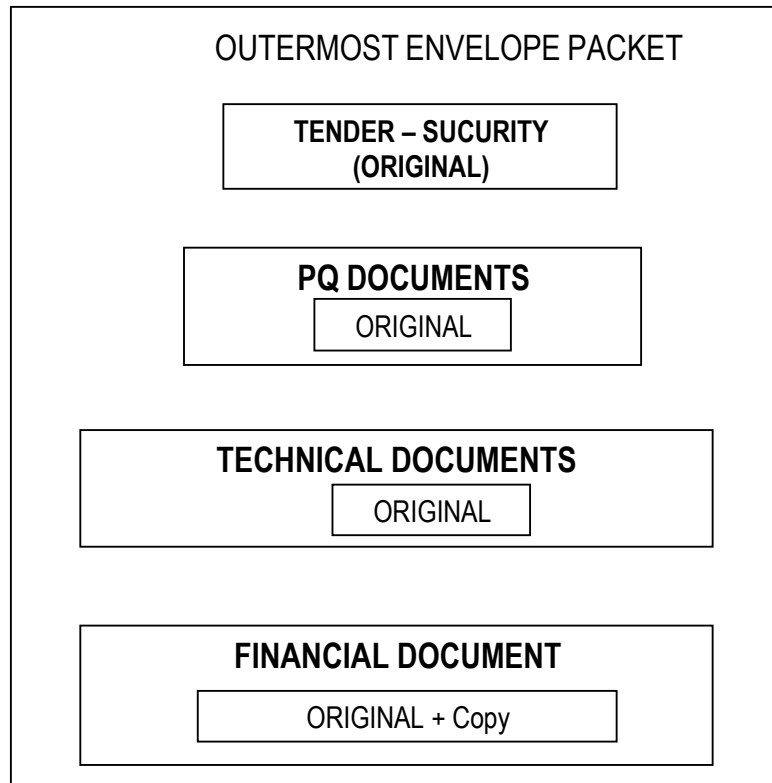 OUTERMOST ENVELOPE PACKET
TENDER – SUCURITY
(ORIGINAL)
PQ DOCUMENTS
ORIGINAL
TECHNICAL DOCUMENTS
ORIGINAL
FINANCIAL DOCUMENT
ORIGINAL + Copy